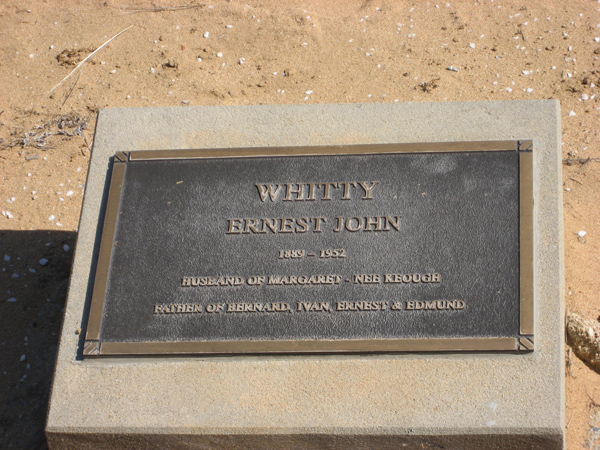 WHITTY
ERNEST JOHN
1889 - 1952
HUSBAND OF MARGARET - NEE KEOUGH
FATHER OF BERNARD, IVAN, ERNEST & EDMUND